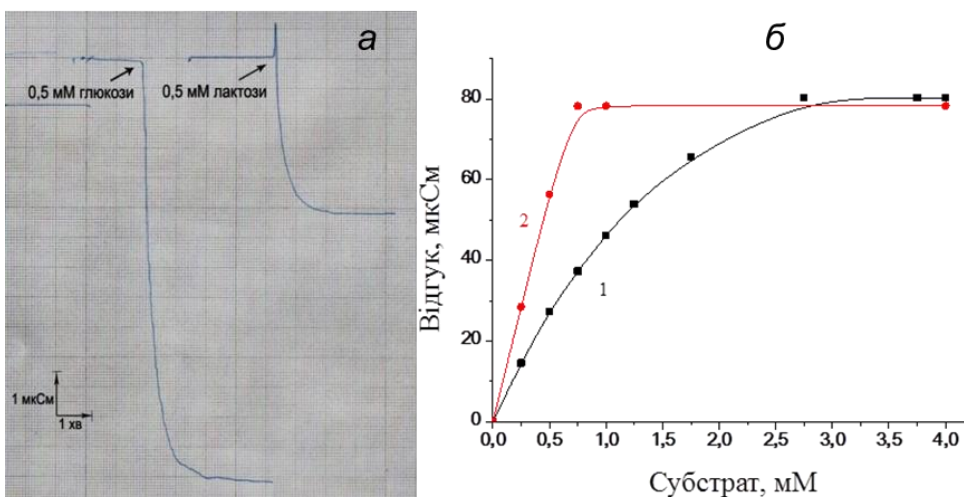 а
0,5 мМ глюкози
0,5 мМ лактози
1 мкСм
1 хв
б
80
60
40
20
0
Відгук, мкСм
2
1
0,0
0,5
1,0
1,5
2,0
2,5
3,0
3,5
4,0
Субстрат, мМ